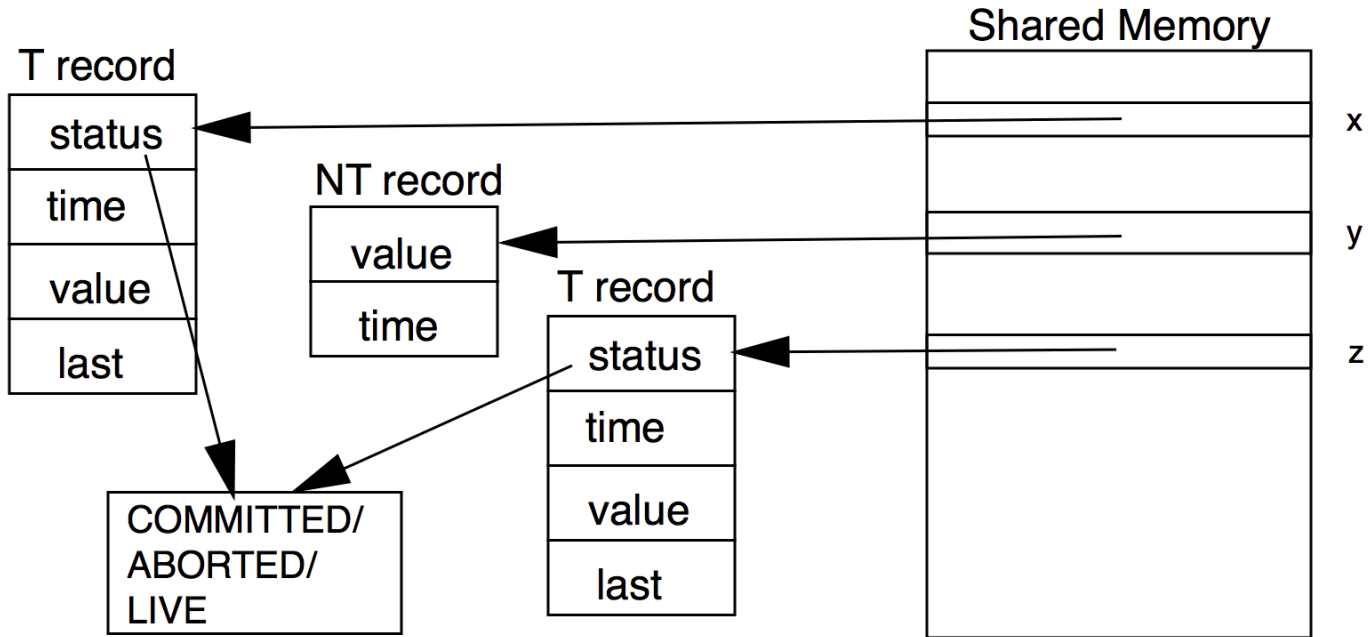 Shared Memory
T record
status
time
value
last
NT record
value
time
T record
status
time
value
last
COMMITTED/
ABORTED/
LIVE
x
y
z